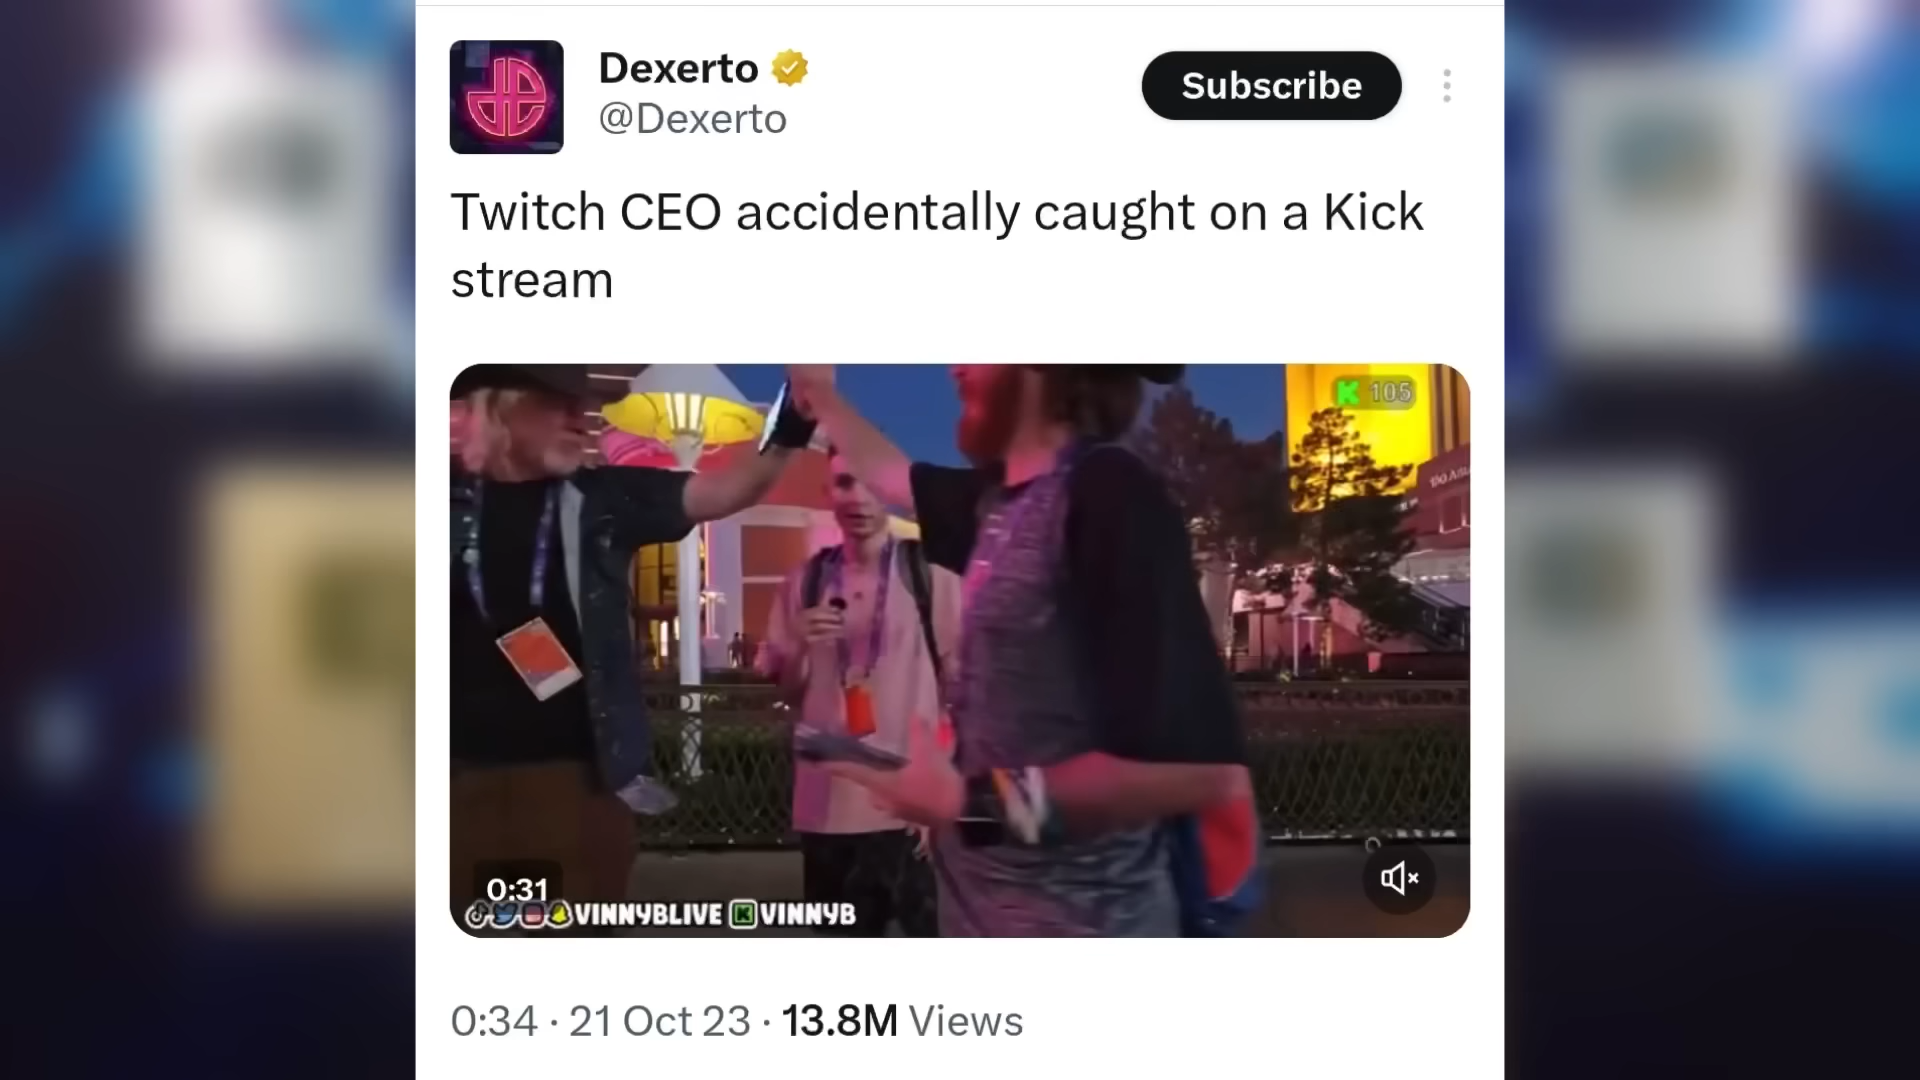 Dexerto
@Dexerto
Subscribe
Twitch CEO accidentally caught on a Kick
stream
K 105
0:31
VINNYBLIVE K VINNYB
0:34 · 21 Oct 23 · 13.8M Views